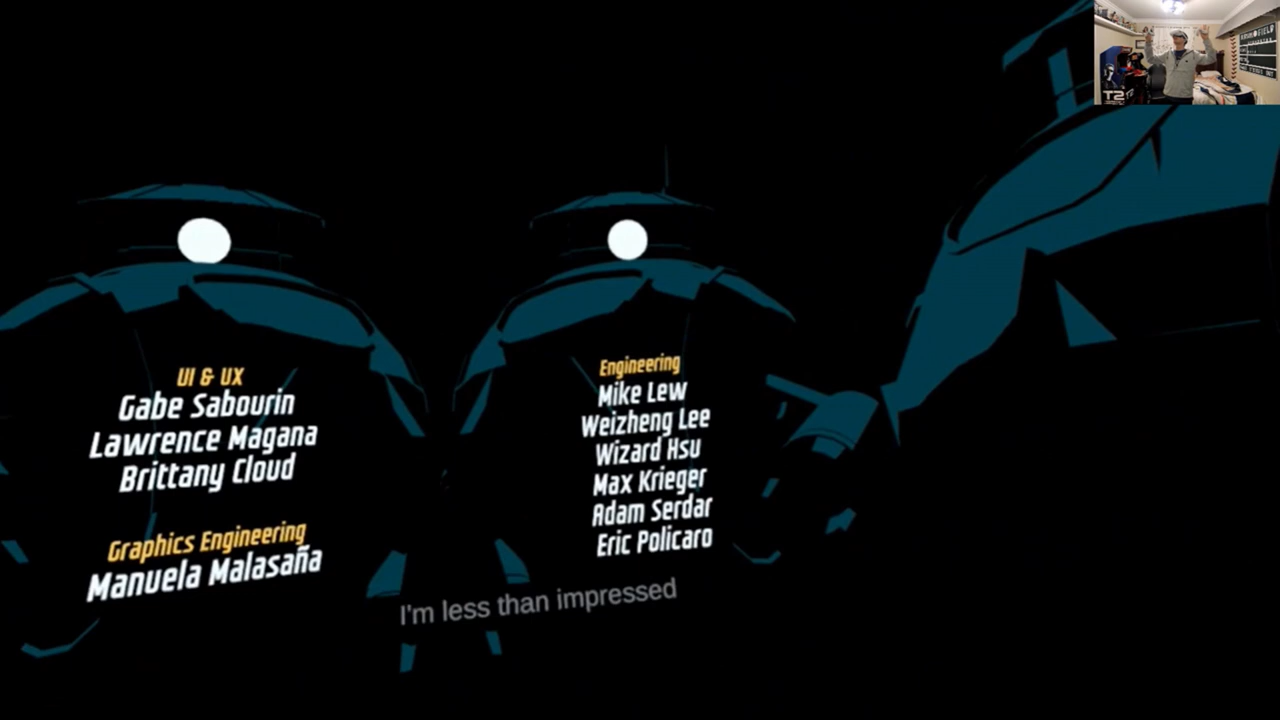 UI & UX
Gabe Sabourin
Lawrence Magana
Brittany Cloud
Graphics Engineering
Manuela Malasaña
Engineering
Mike Lew
Weizheng Lee
Wizard Hsu
Max Krieger
Adam Serdar
Eric Policaro
I'm less than impressed
T2